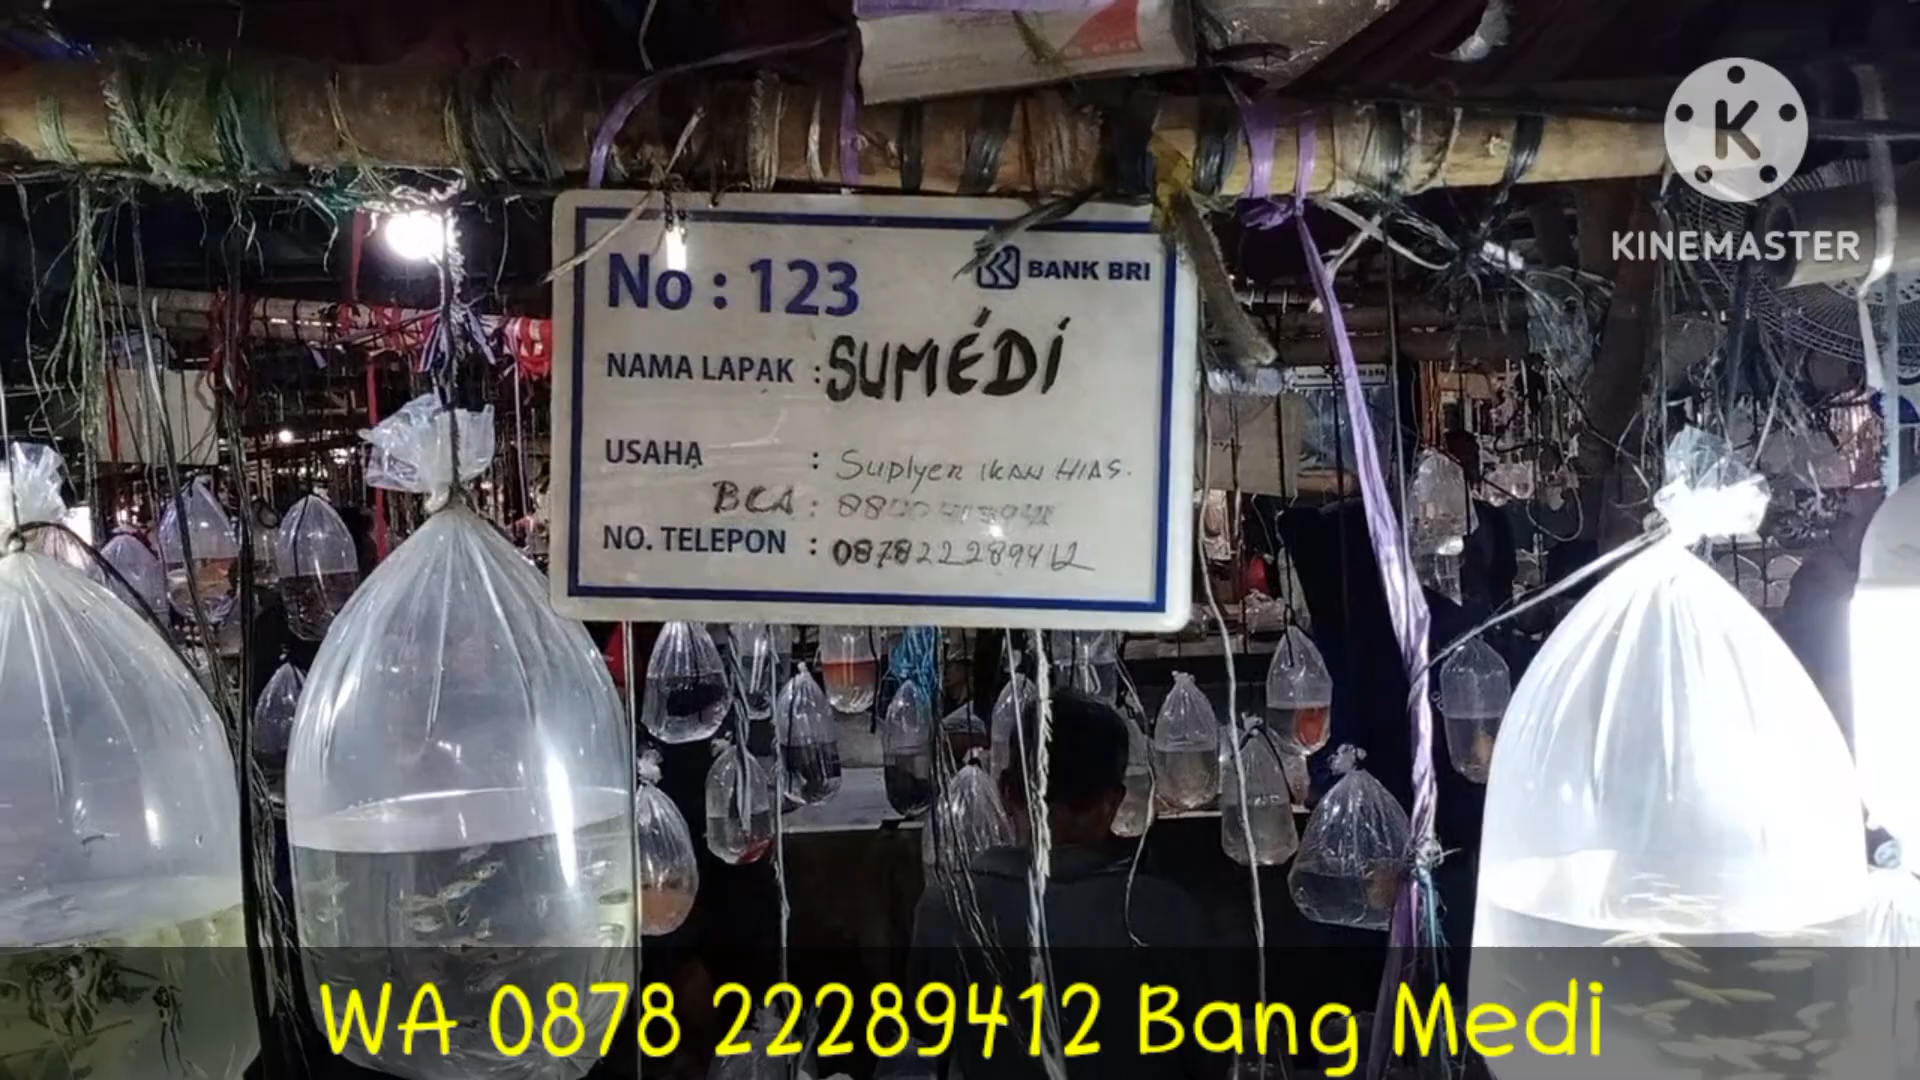 K
KINEMASTER
No : 123
BANK BRI
NAMA LAPAK : SUMÉDI
USAHA : Suplyer IKAN HIAS.
BCA :
NO. TELEPON : 087822289412
WA 0878 22289412 Bang Medi